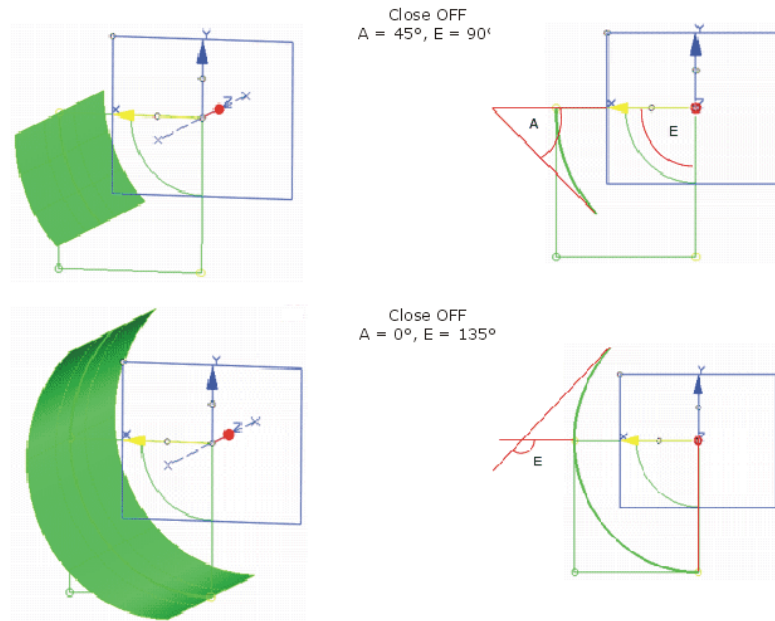 Close OFF
A = 45°, E = 90°
Y
X
Z
X
X
Y
X
A
E
Close OFF
A = 0°, E = 135°
Y
X
Z
X
X
Y
X
E